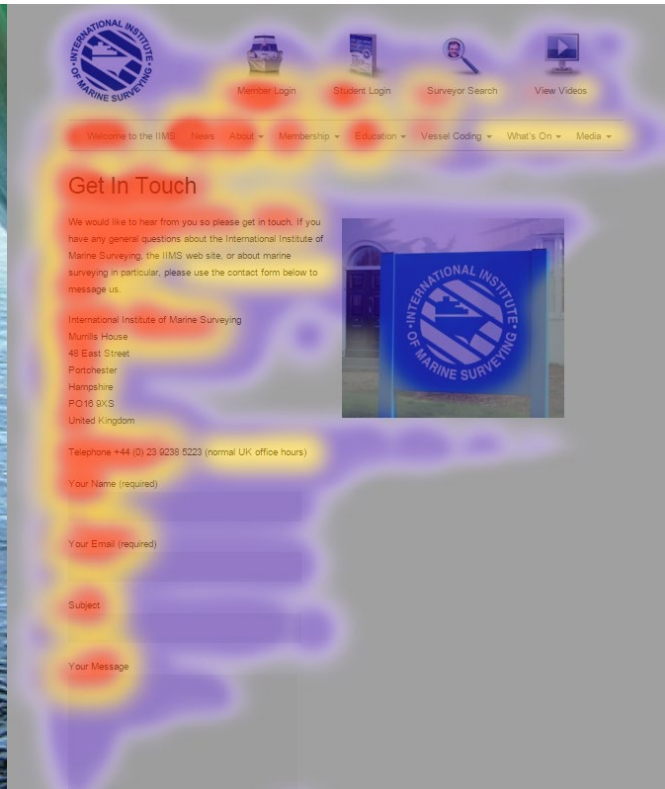 INTERNATIONAL INSTITUTE
OF MARINE SURVEYING
Member Login
Student Login
Surveyor Search
View Videos
Welcome to the IIMS
News
About
Membership
Education
Vessel Coding
What's On
Media
Get In Touch
We would like to hear from you so please get in touch. If you
have any general questions about the International Institute of
Marine Surveying, the IIMS web site, or about marine
surveying in particular, please use the contact form below to
message us.
International Institute of Marine Surveying
Murrills House
48 East Street
Portchester
Hampshire
PO16 9XS
United Kingdom
Telephone +44 (0) 23 9238 5223 (normal UK office hours)
Your Name (required)
Your Email (required)
Subject
Your Message
INTERNATIONAL INSTITUTE
OF MARINE SURVEYING